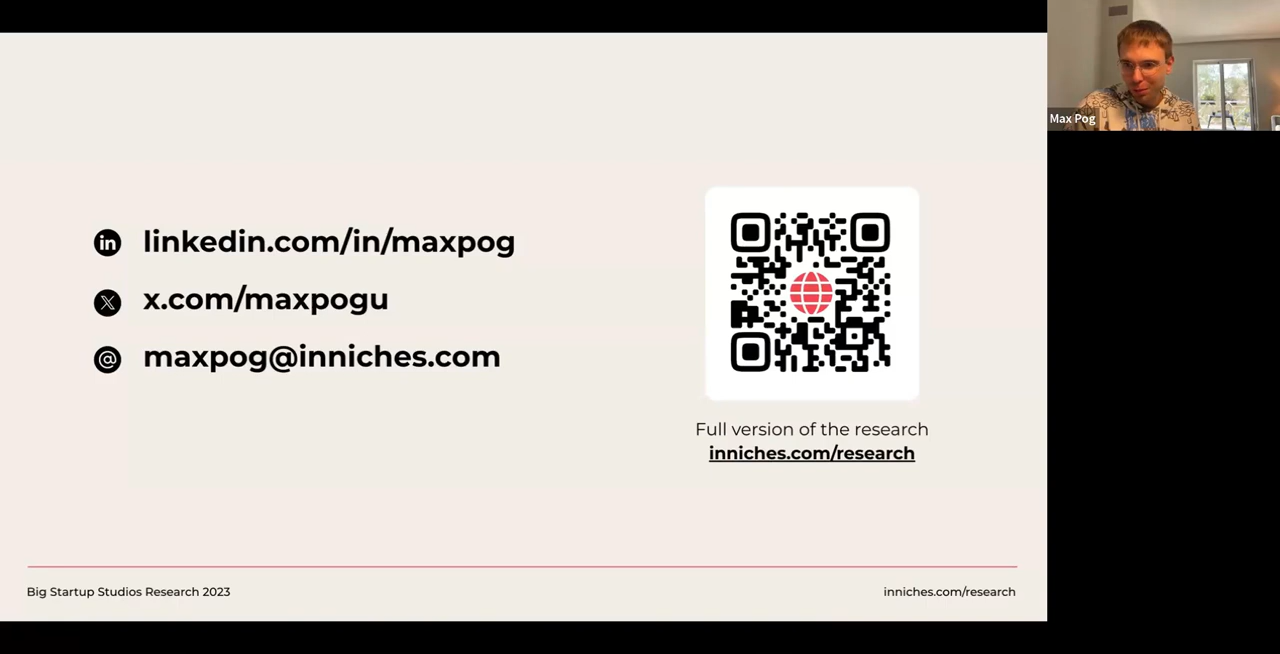 linkedin.com/in/maxpog
x.com/maxpogu
maxpog@inniches.com
Full version of the research
inniches.com/research
Big Startup Studios Research 2023
inniches.com/research
Max Pog